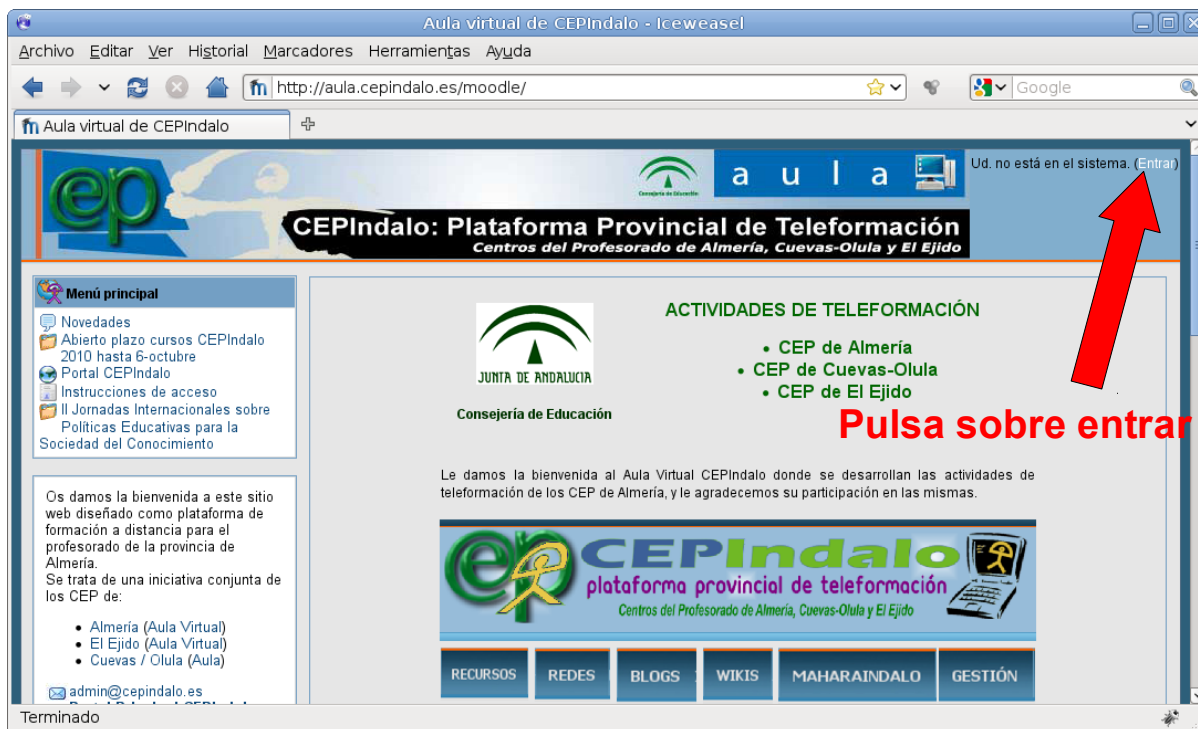 Aula virtual de CEPIndalo - Iceweasel
Archivo Editar Ver Historial Marcadores Herramientas Ayuda
http://aula.cepindalo.es/moodle/
Google
Aula virtual de CEPIndalo
ep
Consejería de Educación
aula
Ud. no está en el sistema. (Entrar)
CEPIndalo: Plataforma Provincial de Teleformación
Centros del Profesorado de Almería, Cuevas-Olula y El Ejido
Menú principal
Novedades
Abierto plazo cursos CEPIndalo
2010 hasta 6-octubre
Portal CEPIndalo
Instrucciones de acceso
II Jornadas Internacionales sobre
Políticas Educativas para la
Sociedad del Conocimiento
Os damos la bienvenida a este sitio
web diseñado como plataforma de
formación a distancia para el
profesorado de la provincia de
Almería.
Se trata de una iniciativa conjunta de
los CEP de:
• Almería (Aula Virtual)
• El Ejido (Aula Virtual)
• Cuevas / Olula (Aula)
admin@cepindalo.es
JUNTA DE ANDALUCIA
Consejería de Educación
ACTIVIDADES DE TELEFORMACIÓN
• CEP de Almería
• CEP de Cuevas-Olula
• CEP de El Ejido
Pulsa sobre entrar
Le damos la bienvenida al Aula Virtual CEPIndalo donde se desarrollan las actividades de
teleformación de los CEP de Almería, y le agradecemos su participación en las mismas.
ep
CEPIndalo
plataforma provincial de teleformación
Centros del Profesorado de Almería, Cuevas-Olula y El Ejido
RECURSOS REDES BLOGS WIKIS MAHARAINDALO GESTIÓN
Terminado